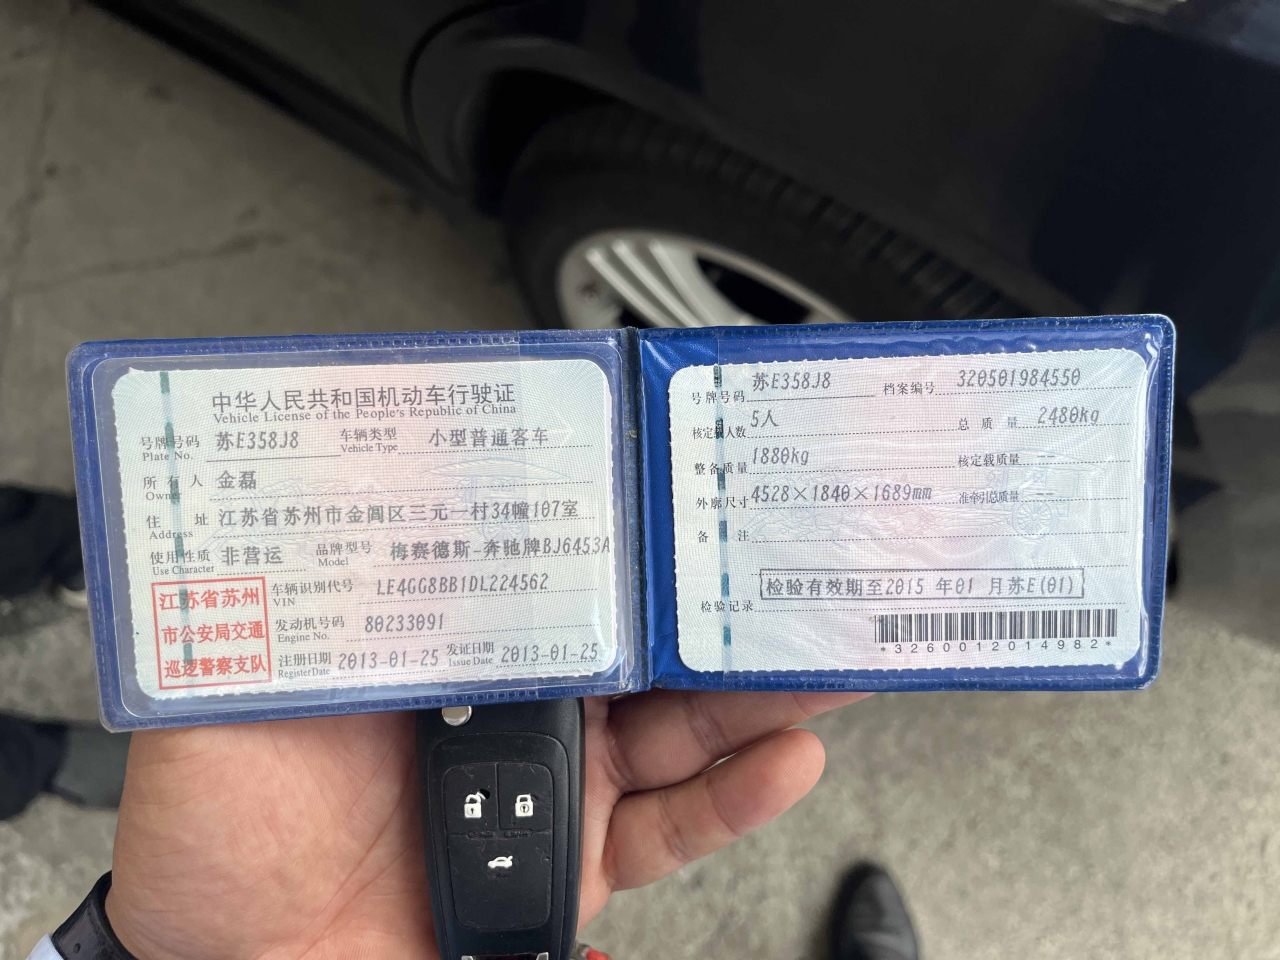 中华人民共和国机动车行驶证
Vehicle License of the People's Republic of China
号牌号码 苏E358J8 车辆类型 小型普通客车
Plate No. Vehicle Type
所有人 金磊
Owner
住址 江苏省苏州市金阊区三元一村34幢107室
Address
使用性质 非营运 品牌型号 梅赛德斯-奔驰牌BJ6453A
Use Character Model
江苏省苏州
市公安局交通
巡逻警察支队
车辆识别代号 LE4GG8BB1DL224562
VIN
发动机号码 80233091
Engine No.
注册日期 2013-01-25 发证日期 2013-01-25
Register Date Issue Date
号牌号码 苏E358J8 档案编号 320501984550
核定人数 5人 总质量 2480kg
整备质量 1880kg 核定载质量 --
外廓尺寸 4528×1840×1689mm 准牵引总质量 --
备注
检验有效期至2015年01月苏E(01)
检验记录
*3260012014982*